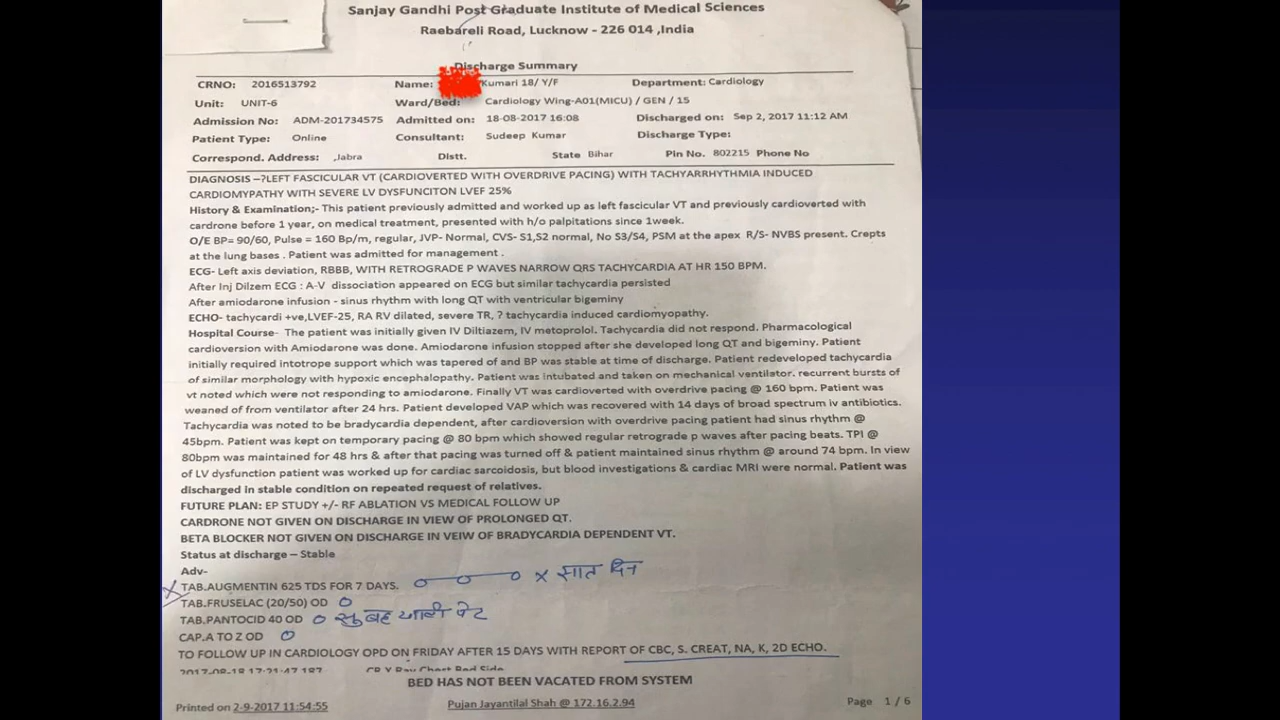 Sanjay Gandhi Post Graduate Institute of Medical Sciences
Raebareli Road, Lucknow - 226 014 ,India
Discharge Summary
CRNO: 2016513792 Name: Kumari 18/ Y/F Department: Cardiology
Unit: UNIT-6 Ward/Bed: Cardiology Wing-A01(MICU) / GEN / 15
Admission No: ADM-201734575 Admitted on: 18-08-2017 16:08 Discharged on: Sep 2, 2017 11:12 AM
Patient Type: Online Consultant: Sudeep Kumar Discharge Type:
Correspond. Address: ,Jabra Distt. State Bihar Pin No. 802215 Phone No
DIAGNOSIS –?LEFT FASCICULAR VT (CARDIOVERTED WITH OVERDRIVE PACING) WITH TACHYARRHYTHMIA INDUCED
CARDIOMYPATHY WITH SEVERE LV DYSFUNCITON LVEF 25%
History & Examination;- This patient previously admitted and worked up as left fascicular VT and previously cardioverted with
cardrone before 1 year, on medical treatment, presented with h/o palpitations since 1week.
O/E BP= 90/60, Pulse = 160 Bp/m, regular, JVP- Normal, CVS- S1,S2 normal, No S3/S4, PSM at the apex R/S- NVBS present. Crepts
at the lung bases . Patient was admitted for management .
ECG- Left axis deviation, RBBB, WITH RETROGRADE P WAVES NARROW QRS TACHYCARDIA AT HR 150 BPM.
After Inj Dilzem ECG : A-V dissociation appeared on ECG but similar tachycardia persisted
After amiodarone infusion - sinus rhythm with long QT with ventricular bigeminy
ECHO- tachycardi +ve,LVEF-25, RA RV dilated, severe TR, ? tachycardia induced cardiomyopathy.
Hospital Course- The patient was initially given IV Diltiazem, IV metoprolol. Tachycardia did not respond. Pharmacological
cardioversion with Amiodarone was done. Amiodarone infusion stopped after she developed long QT and bigeminy. Patient
initially required intotrope support which was tapered of and BP was stable at time of discharge. Patient redeveloped tachycardia
of similar morphology with hypoxic encephalopathy. Patient was intubated and taken on mechanical ventilator. recurrent bursts of
vt noted which were not responding to amiodarone. Finally VT was cardioverted with overdrive pacing @ 160 bpm. Patient was
weaned of from ventilator after 24 hrs. Patient developed VAP which was recovered with 14 days of broad spectrum iv antibiotics.
Tachycardia was noted to be bradycardia dependent, after cardioversion with overdrive pacing patient had sinus rhythm @
45bpm. Patient was kept on temporary pacing @ 80 bpm which showed regular retrograde p waves after pacing beats. TPI @
80bpm was maintained for 48 hrs & after that pacing was turned off & patient maintained sinus rhythm @ around 74 bpm. In view
of LV dysfunction patient was worked up for cardiac sarcoidosis, but blood investigations & cardiac MRI were normal. Patient was
discharged in stable condition on repeated request of relatives.
FUTURE PLAN: EP STUDY +/- RF ABLATION VS MEDICAL FOLLOW UP
CARDRONE NOT GIVEN ON DISCHARGE IN VIEW OF PROLONGED QT.
BETA BLOCKER NOT GIVEN ON DISCHARGE IN VEIW OF BRADYCARDIA DEPENDENT VT.
Status at discharge – Stable
Adv-
TAB.AUGMENTIN 625 TDS FOR 7 DAYS. x सात दिन
TAB.FRUSELAC (20/50) OD
TAB.PANTOCID 40 OD सुबह खाली पेट
CAP.A TO Z OD
TO FOLLOW UP IN CARDIOLOGY OPD ON FRIDAY AFTER 15 DAYS WITH REPORT OF CBC, S. CREAT, NA, K, 2D ECHO.
BED HAS NOT BEEN VACATED FROM SYSTEM
Printed on 2-9-2017 11:54:55 Pujan Jayantilal Shah @ 172.16.2.94 Page 1 / 6